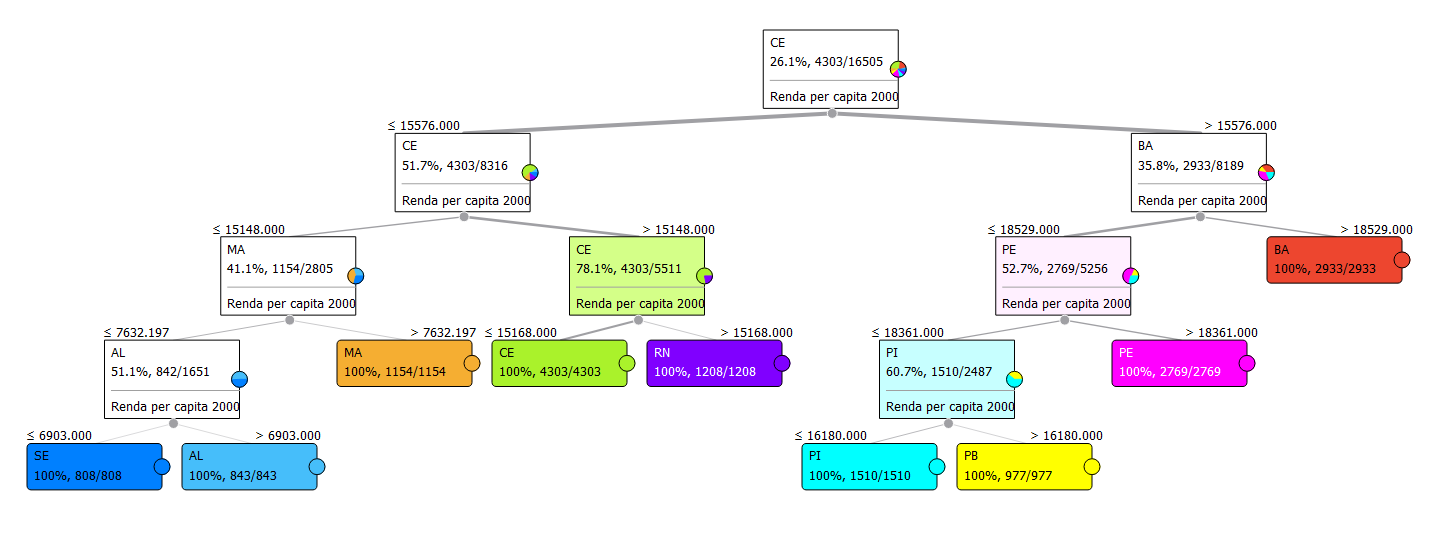 CE
26.1%, 4303/16505
Renda per capita 2000
≤ 15576.000
> 15576.000
CE
51.7%, 4303/8316
Renda per capita 2000
BA
35.8%, 2933/8189
Renda per capita 2000
≤ 15148.000
> 15148.000
≤ 18529.000
> 18529.000
MA
41.1%, 1154/2805
Renda per capita 2000
CE
78.1%, 4303/5511
Renda per capita 2000
PE
52.7%, 2769/5256
Renda per capita 2000
BA
100%, 2933/2933
≤ 7632.197
> 7632.197
≤ 15168.000
> 15168.000
≤ 18361.000
> 18361.000
AL
51.1%, 842/1651
Renda per capita 2000
MA
100%, 1154/1154
CE
100%, 4303/4303
RN
100%, 1208/1208
PI
60.7%, 1510/2487
Renda per capita 2000
PE
100%, 2769/2769
≤ 6903.000
> 6903.000
≤ 16180.000
> 16180.000
SE
100%, 808/808
AL
100%, 843/843
PI
100%, 1510/1510
PB
100%, 977/977